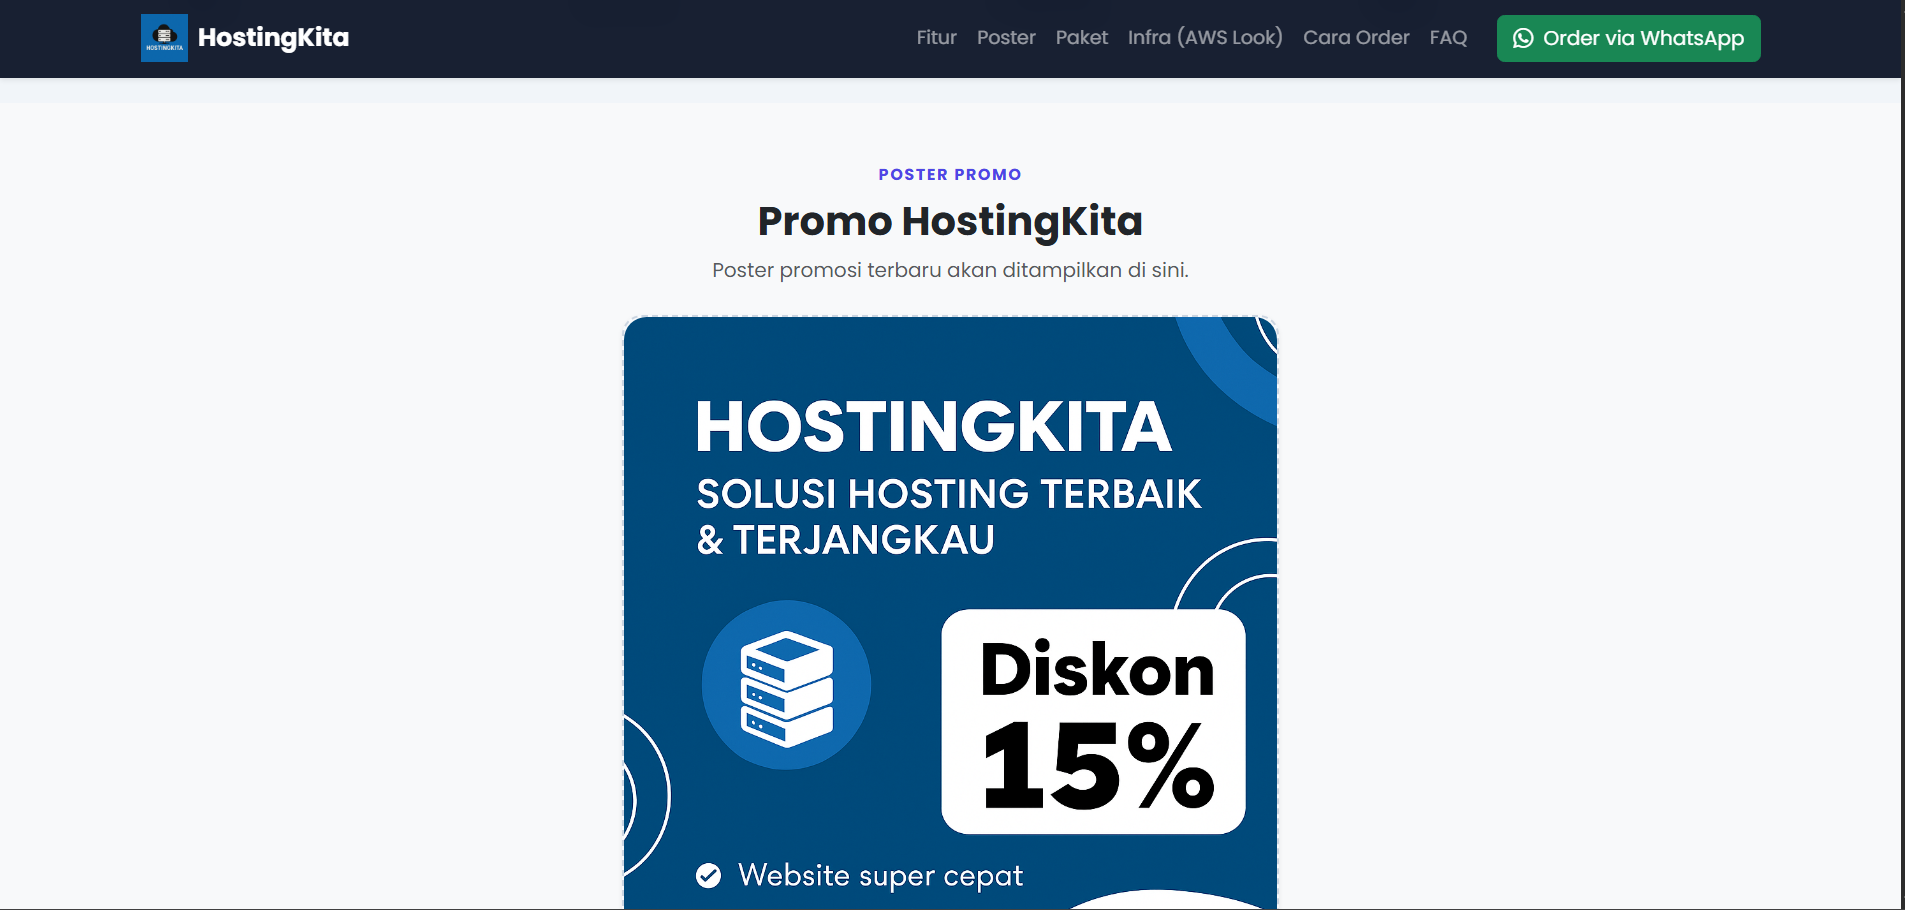 HOSTINGKITA
HostingKita
Fitur
Poster
Paket
Infra (AWS Look)
Cara Order
FAQ
Order via WhatsApp
POSTER PROMO
Promo HostingKita
Poster promosi terbaru akan ditampilkan di sini.
HOSTINGKITA
SOLUSI HOSTING TERBAIK
& TERJANGKAU
Diskon
15%
Website super cepat